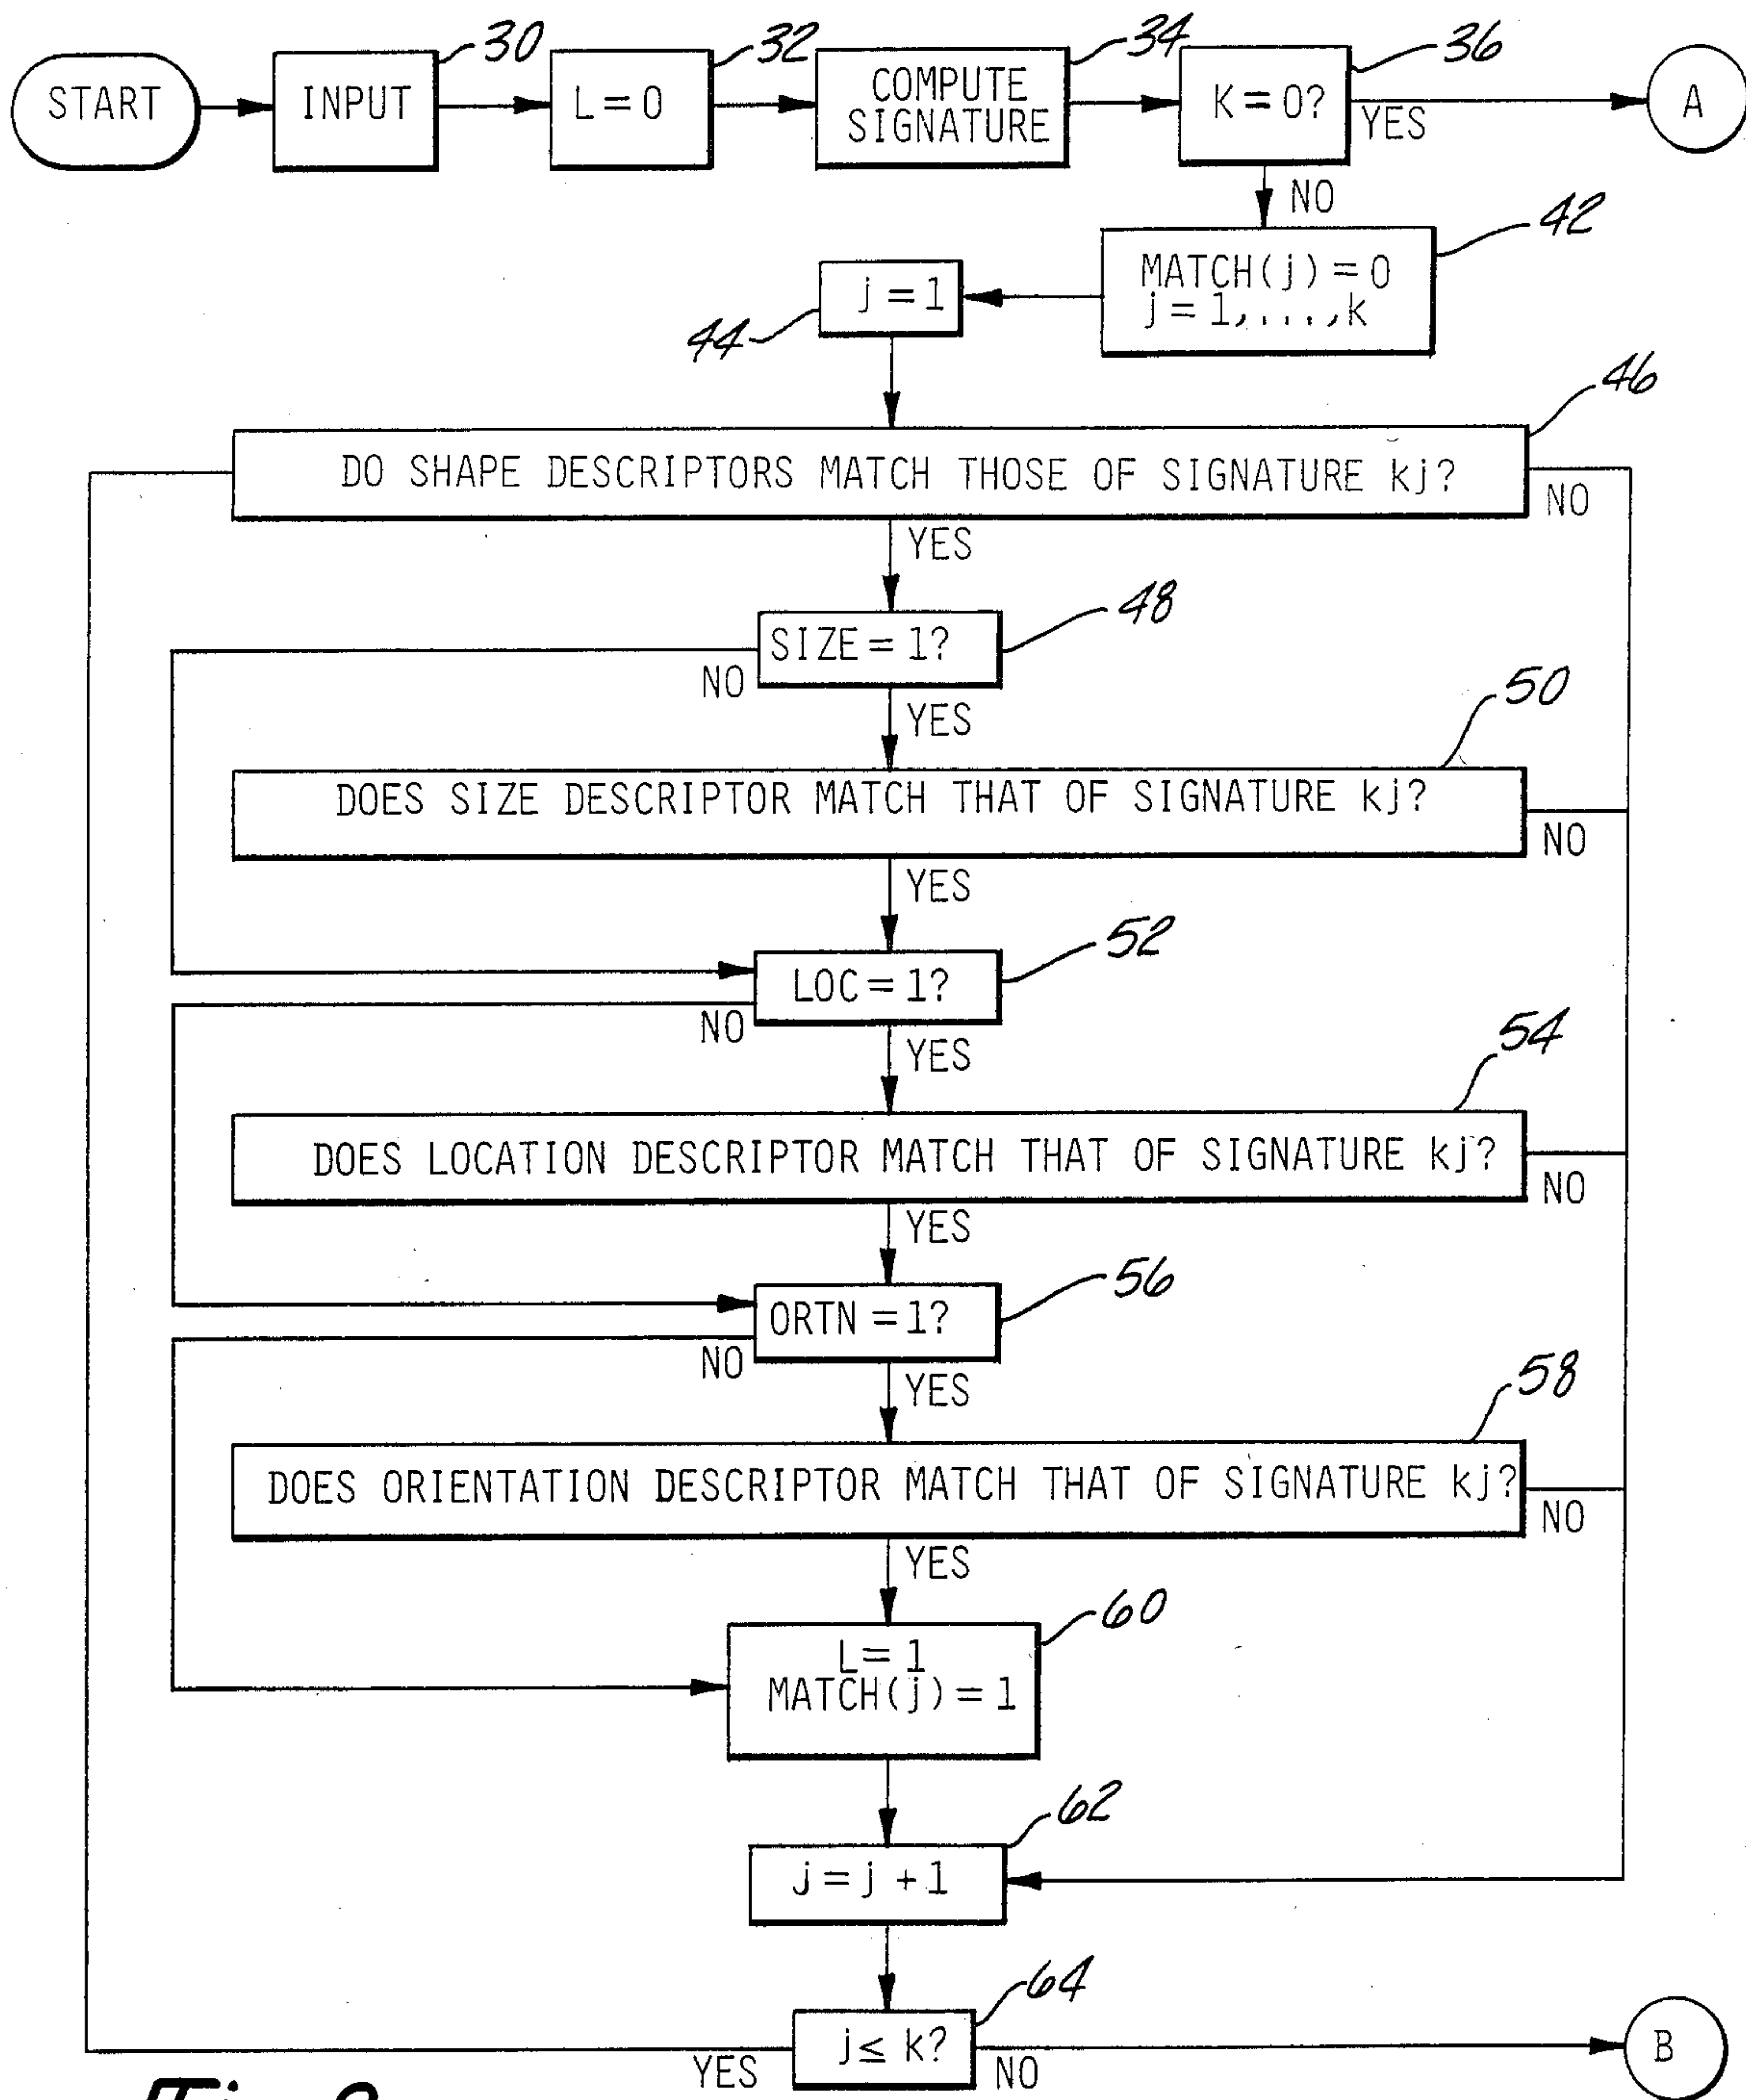 START
INPUT
30
L = 0
32
COMPUTE
SIGNATURE
34
K = 0?
36
YES
A
NO
MATCH(j) = 0
j = 1,...,k
42
j = 1
44
46
DO SHAPE DESCRIPTORS MATCH THOSE OF SIGNATURE kj?
NO
YES
SIZE = 1?
48
NO
YES
50
DOES SIZE DESCRIPTOR MATCH THAT OF SIGNATURE kj?
NO
YES
LOC = 1?
52
NO
YES
54
DOES LOCATION DESCRIPTOR MATCH THAT OF SIGNATURE kj?
NO
YES
ORTN = 1?
56
NO
YES
58
DOES ORIENTATION DESCRIPTOR MATCH THAT OF SIGNATURE kj?
NO
YES
60
L = 1
MATCH(j) = 1
62
j = j + 1
64
j ≤ k?
YES
NO
B